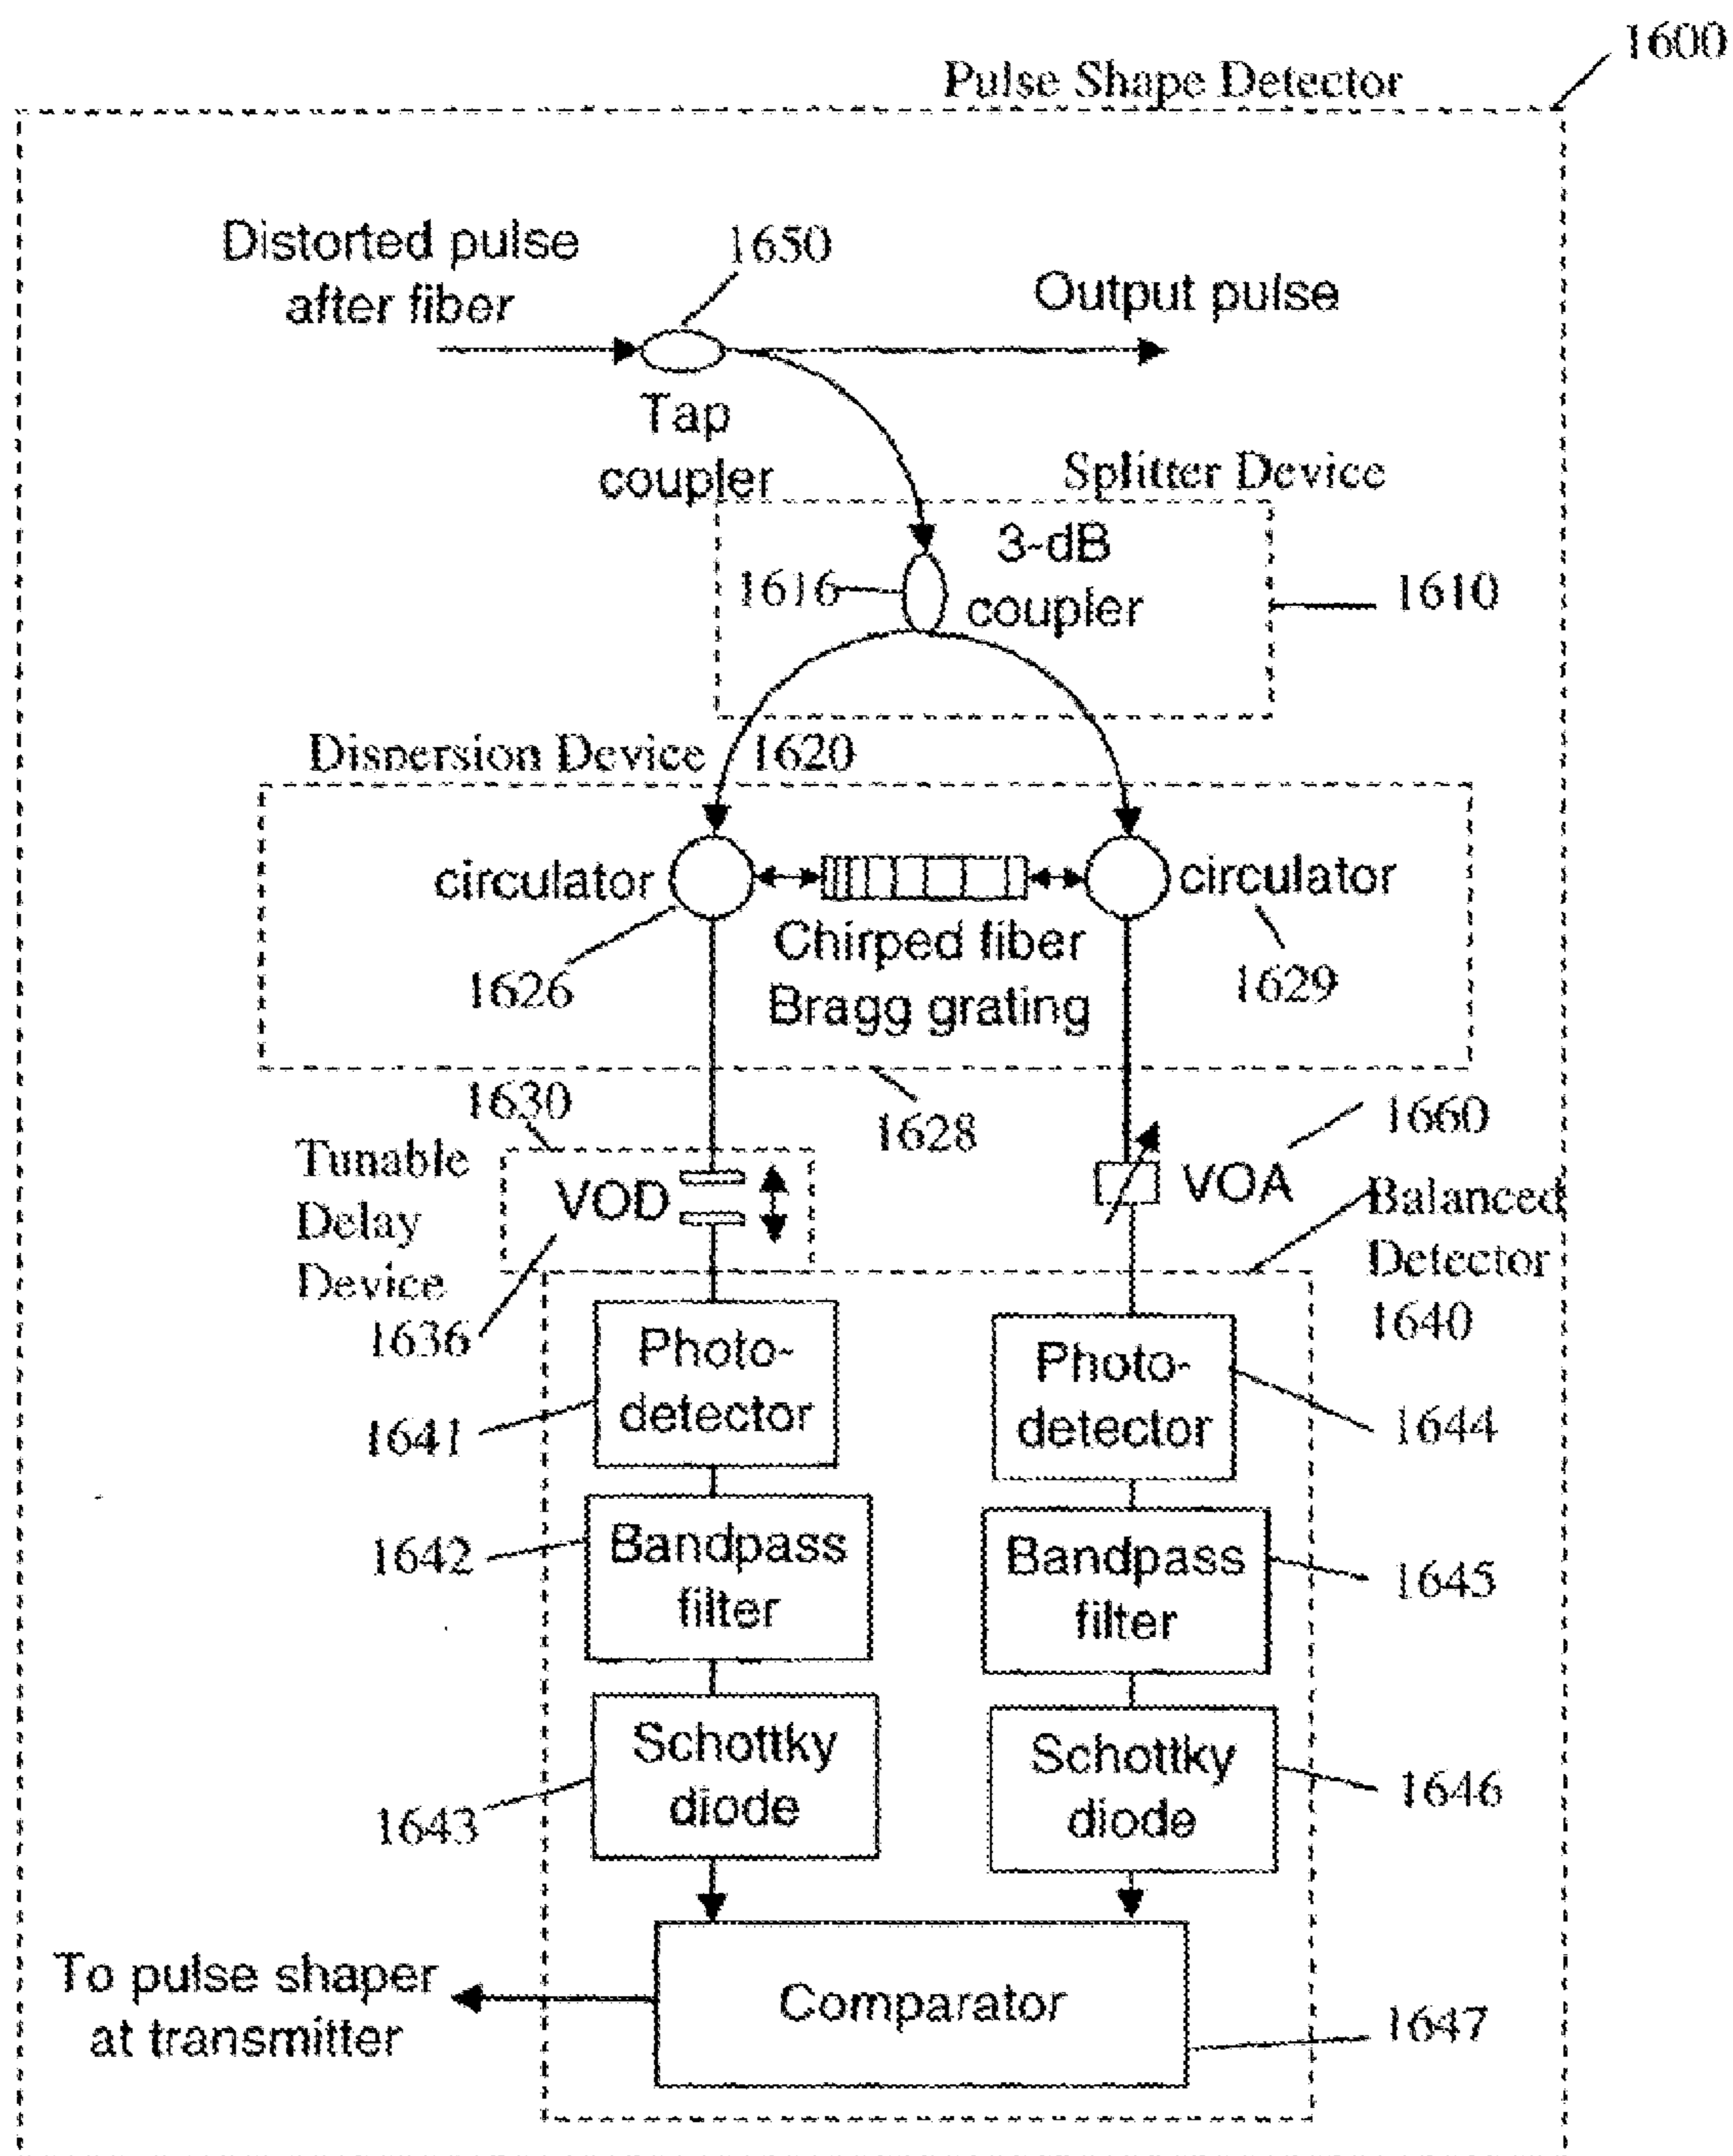 1600
Pulse Shape Detector
Distorted pulse
after fiber
1650
Output pulse
Tap
coupler
Splitter Device
3-dB
coupler
1616
1610
Dispersion Device
1620
circulator
circulator
Chirped fiber
Bragg grating
1626
1629
1630
1628
1660
Tunable
Delay
Device
VOD
VOA
Balanced
Detector
1640
1636
Photo-
detector
Photo-
detector
1641
1644
Bandpass
filter
Bandpass
filter
1642
1645
Schottky
diode
Schottky
diode
1643
1646
To pulse shaper
at transmitter
Comparator
1647